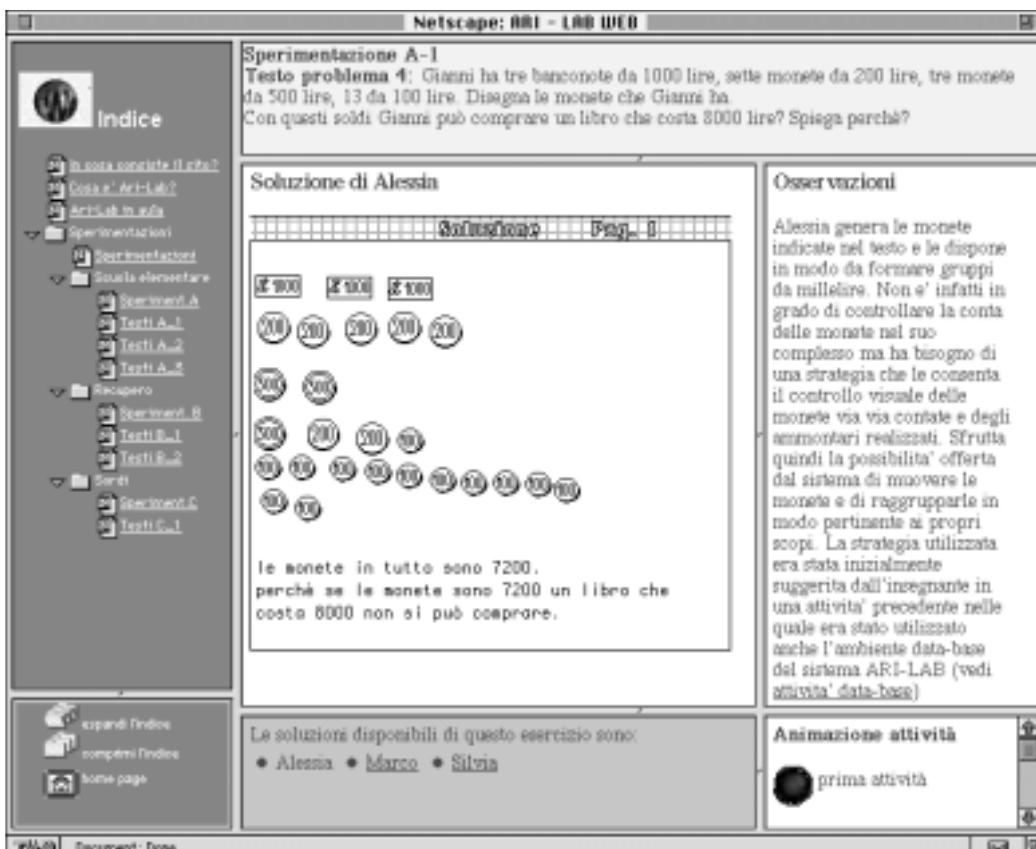 Netscape: ARI - LAB WEB
Indice
In cosa consiste il sito?
Cosa e' Ari-Lab?
Ari-Lab in aula
Sperimentazioni
Sperimentazioni
Scuola elementare
Speriment.A
Testi A_1
Testi A_2
Testi A_3
Recupero
Speriment.B
Testi B_1
Testi B_2
Sordi
Speriment.C
Testi C_1
espandi l'indice
comprimi l'indice
home page
Sperimentazione A-1
Testo problema 4: Gianni ha tre banconote da 1000 lire, sette monete da 200 lire, tre monete
da 500 lire, 13 da 100 lire. Disegna le monete che Gianni ha.
Con questi soldi Gianni può comprare un libro che costa 8000 lire? Spiega perchè?
Soluzione di Alessia
Soluzione Pag. 1
£ 1000 £ 1000 £ 1000
200 200 200 200 200
500 500
500 200 200 100
100 100 100 100 100 100 100 100 100 100
100 100
le monete in tutto sono 7200.
perchè se le monete sono 7200 un libro che
costa 8000 non si può comprare.
Osservazioni
Alessia genera le monete
indicate nel testo e le dispone
in modo da formare gruppi
da millelire. Non e' infatti in
grado di controllare la conta
delle monete nel suo
complesso ma ha bisogno di
una strategia che le consenta
il controllo visuale delle
monete via via contate e degli
ammontari realizzati. Sfrutta
quindi la possibilita' offerta
dal sistema di muovere le
monete e di raggrupparle in
modo pertinente ai propri
scopi. La strategia utilizzata
era stata inizialmente
suggerita dall'insegnante in
una attivita' precedente nelle
quale era stato utilizzato
anche l'ambiente data-base
del sistema ARI-LAB (vedi
attivita' data-base)
Le soluzioni disponibili di questo esercizio sono:
● Alessia ● Marco ● Silvia
Animazione attività
prima attività
Document: Done